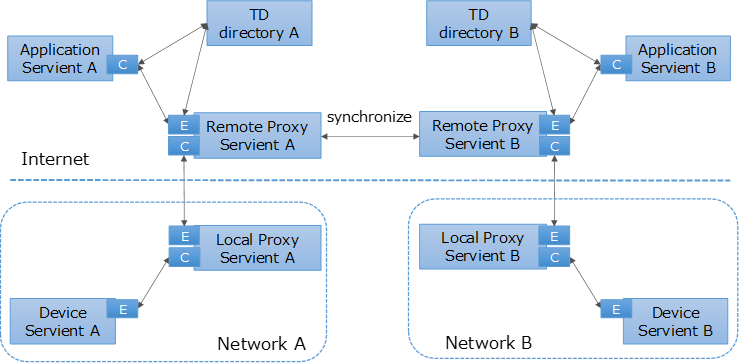 TD
directory A
TD
directory B
Application
Servient A
C
C
Application
Servient B
E
C
Remote Proxy
Servient A
synchronize
Remote Proxy
Servient B
E
C
Internet
E
C
Local Proxy
Servient A
Local Proxy
Servient B
E
C
Device
Servient A
E
E
Device
Servient B
Network A
Network B